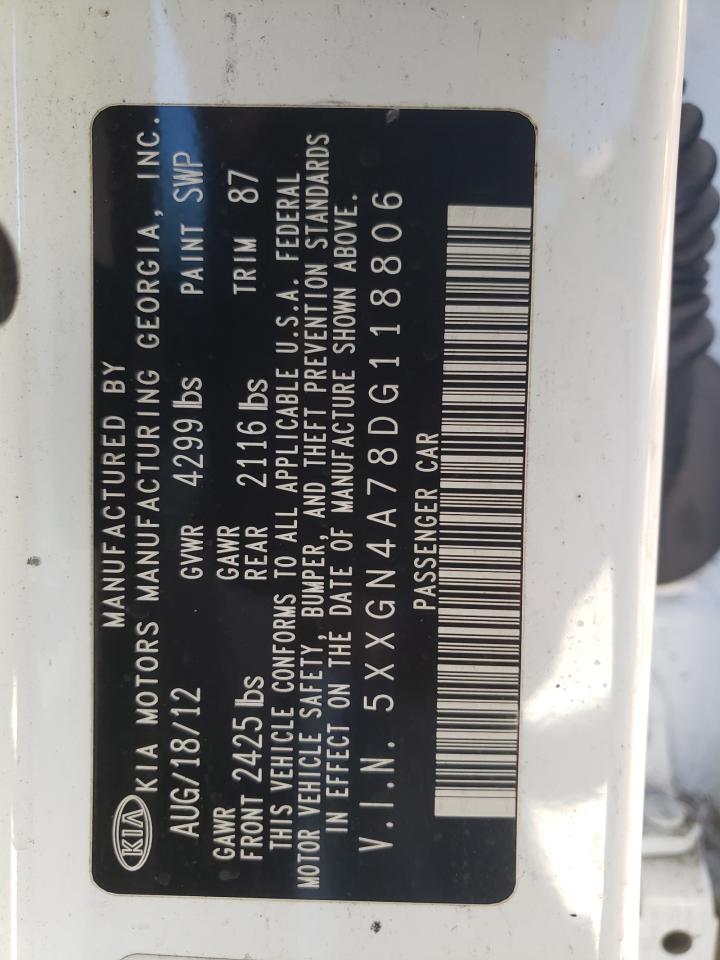 MANUFACTURED BY
KIA KIA MOTORS MANUFACTURING GEORGIA, INC.
AUG/18/12 GVWR 4299 lbs PAINT SWP
GAWR FRONT 2425 lbs GAWR REAR 2116 lbs TRIM 87
THIS VEHICLE CONFORMS TO ALL APPLICABLE U.S.A. FEDERAL
MOTOR VEHICLE SAFETY, BUMPER, AND THEFT PREVENTION STANDARDS
IN EFFECT ON THE DATE OF MANUFACTURE SHOWN ABOVE.
V.I.N. 5XXGN4A78DG118806
PASSENGER CAR